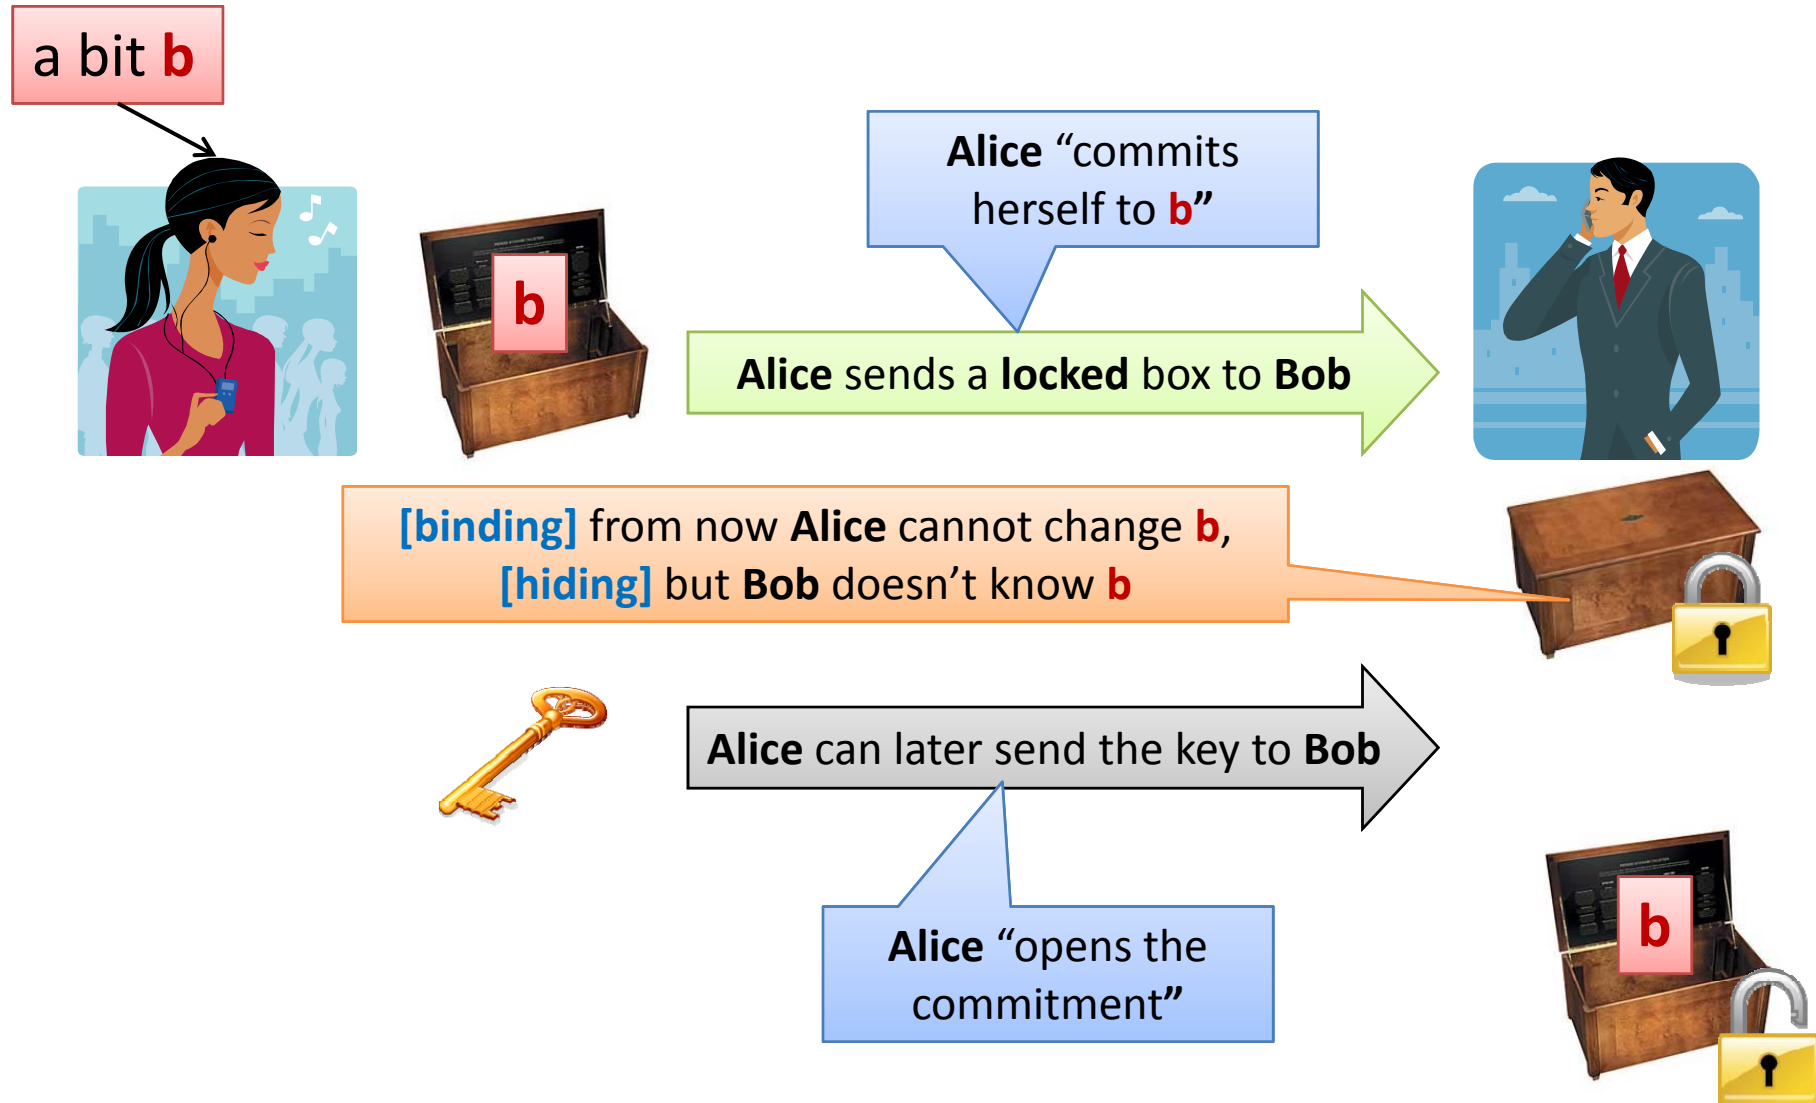 a bit b
Alice “commits
herself to b”
b
Alice sends a locked box to Bob
[binding] from now Alice cannot change b,
[hiding] but Bob doesn’t know b
Alice can later send the key to Bob
Alice “opens the
commitment”
b